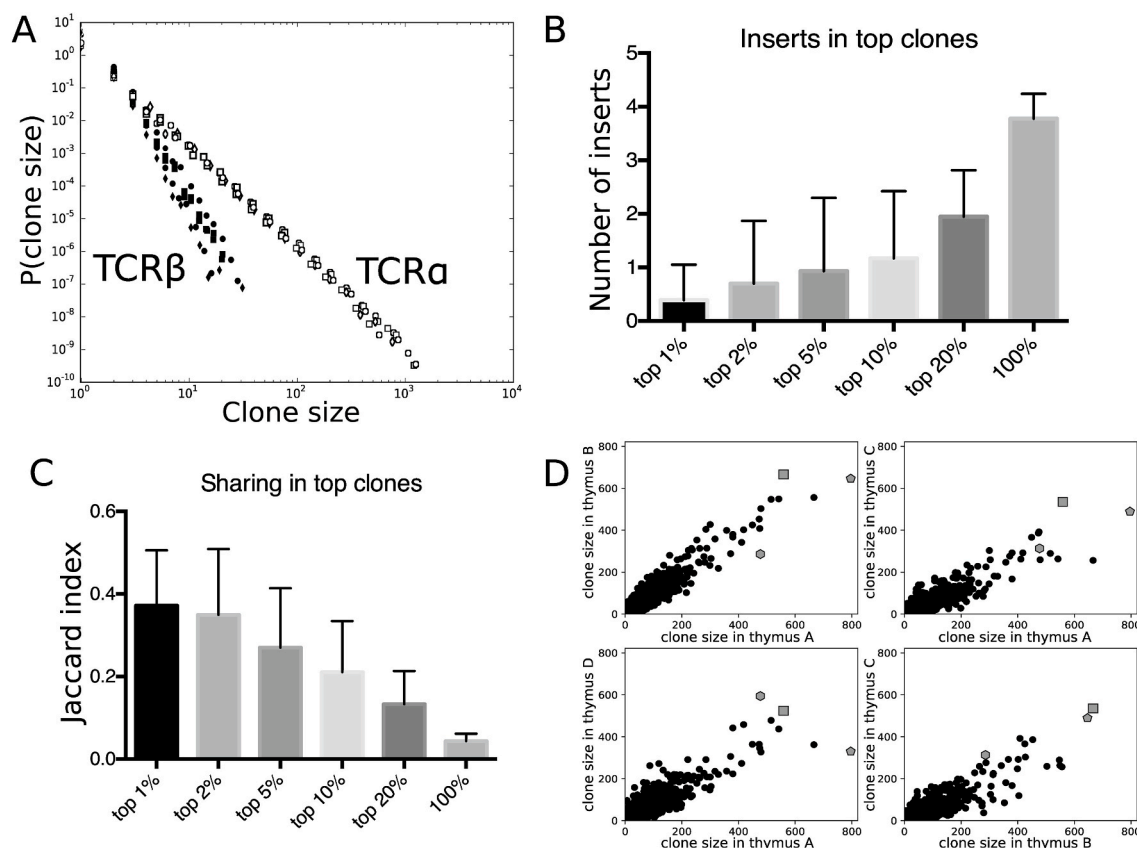 A
10^1
10^0
10^-1
10^-2
10^-3
10^-4
10^-5
10^-6
10^-7
10^-8
10^-9
10^-10
P(clone size)
TCRβ
TCRα
10^0
10^1
10^2
10^3
10^4
Clone size
B
Inserts in top clones
5
4
3
2
1
0
Number of inserts
top 1%
top 2%
top 5%
top 10%
top 20%
100%
C
Sharing in top clones
0.6
0.4
0.2
0.0
Jaccard index
top 1%
top 2%
top 5%
top 10%
top 20%
100%
D
800
600
400
200
0
clone size in thymus B
0 200 400 600 800
clone size in thymus A
800
600
400
200
0
clone size in thymus C
0 200 400 600 800
clone size in thymus A
800
600
400
200
0
clone size in thymus D
0 200 400 600 800
clone size in thymus A
800
600
400
200
0
clone size in thymus C
0 200 400 600 800
clone size in thymus B